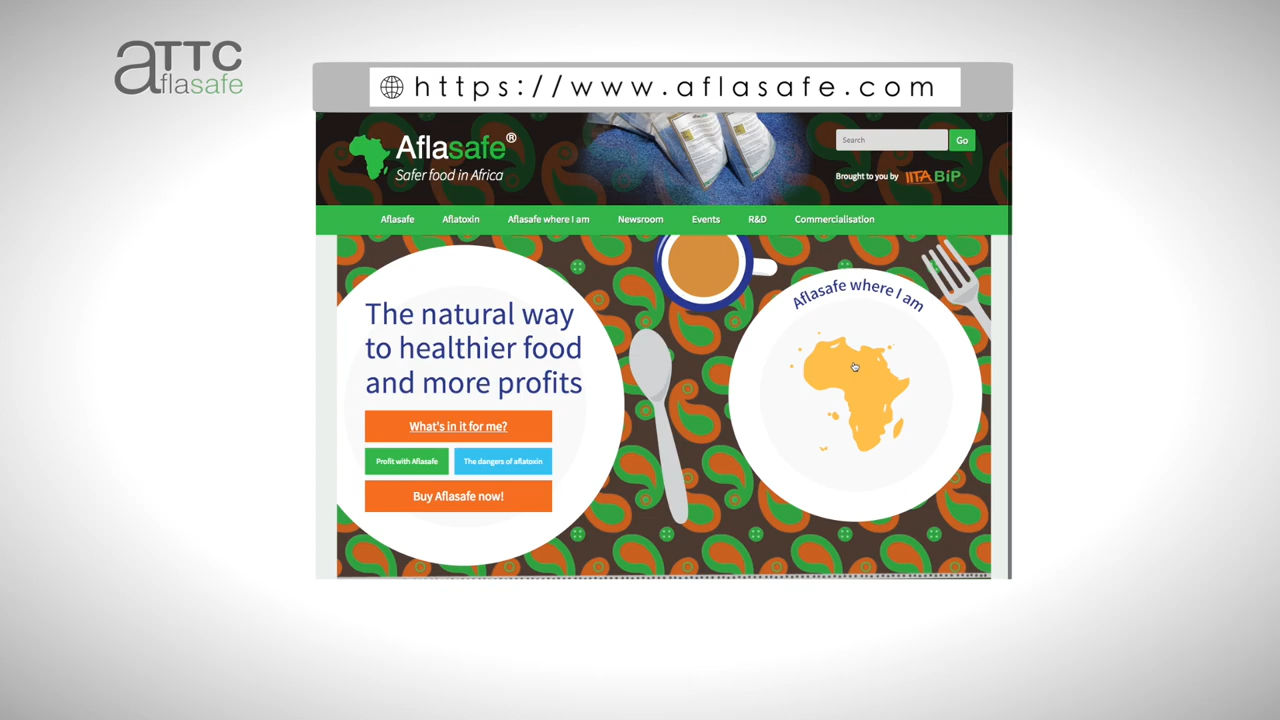 aTTC
aflasafe
https://www.aflasafe.com
Aflasafe®
Safer food in Africa
Search
Go
Brought to you by IITA BiP
Aflasafe Aflatoxin Aflasafe where I am Newsroom Events R&D Commercialisation
The natural way
to healthier food
and more profits
What's in it for me?
Profit with Aflasafe
The dangers of aflatoxin
Buy Aflasafe now!
Aflasafe where I am